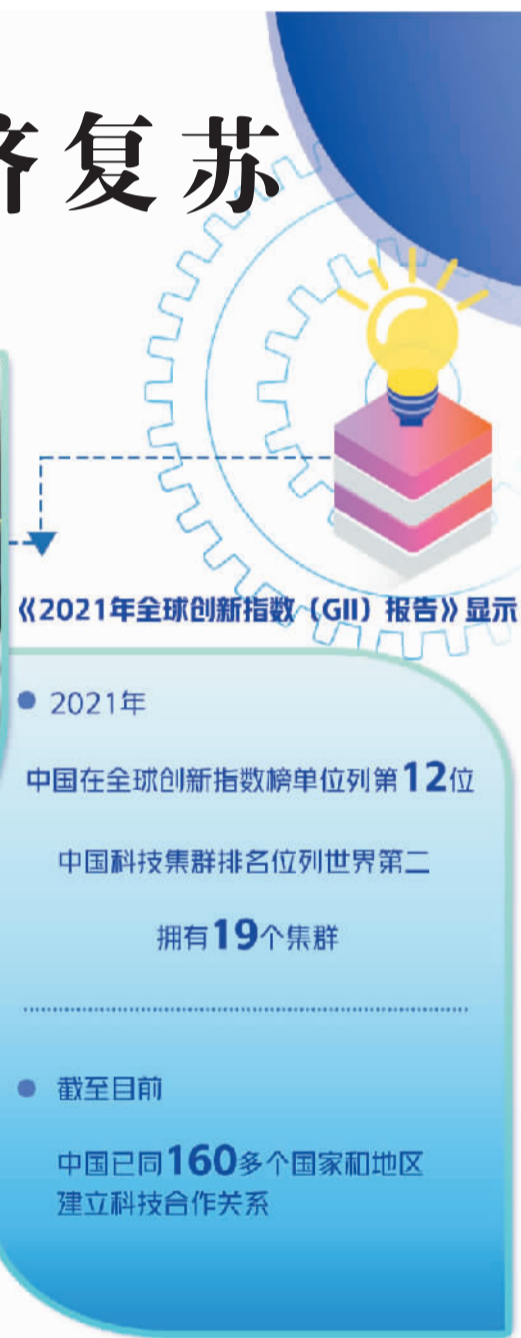 济复苏
《2021年全球创新指数（GII）报告》显示
2021年
中国在全球创新指数榜单位列第12位
中国科技集群排名位列世界第二
拥有19个集群
截至目前
中国已同160多个国家和地区
建立科技合作关系